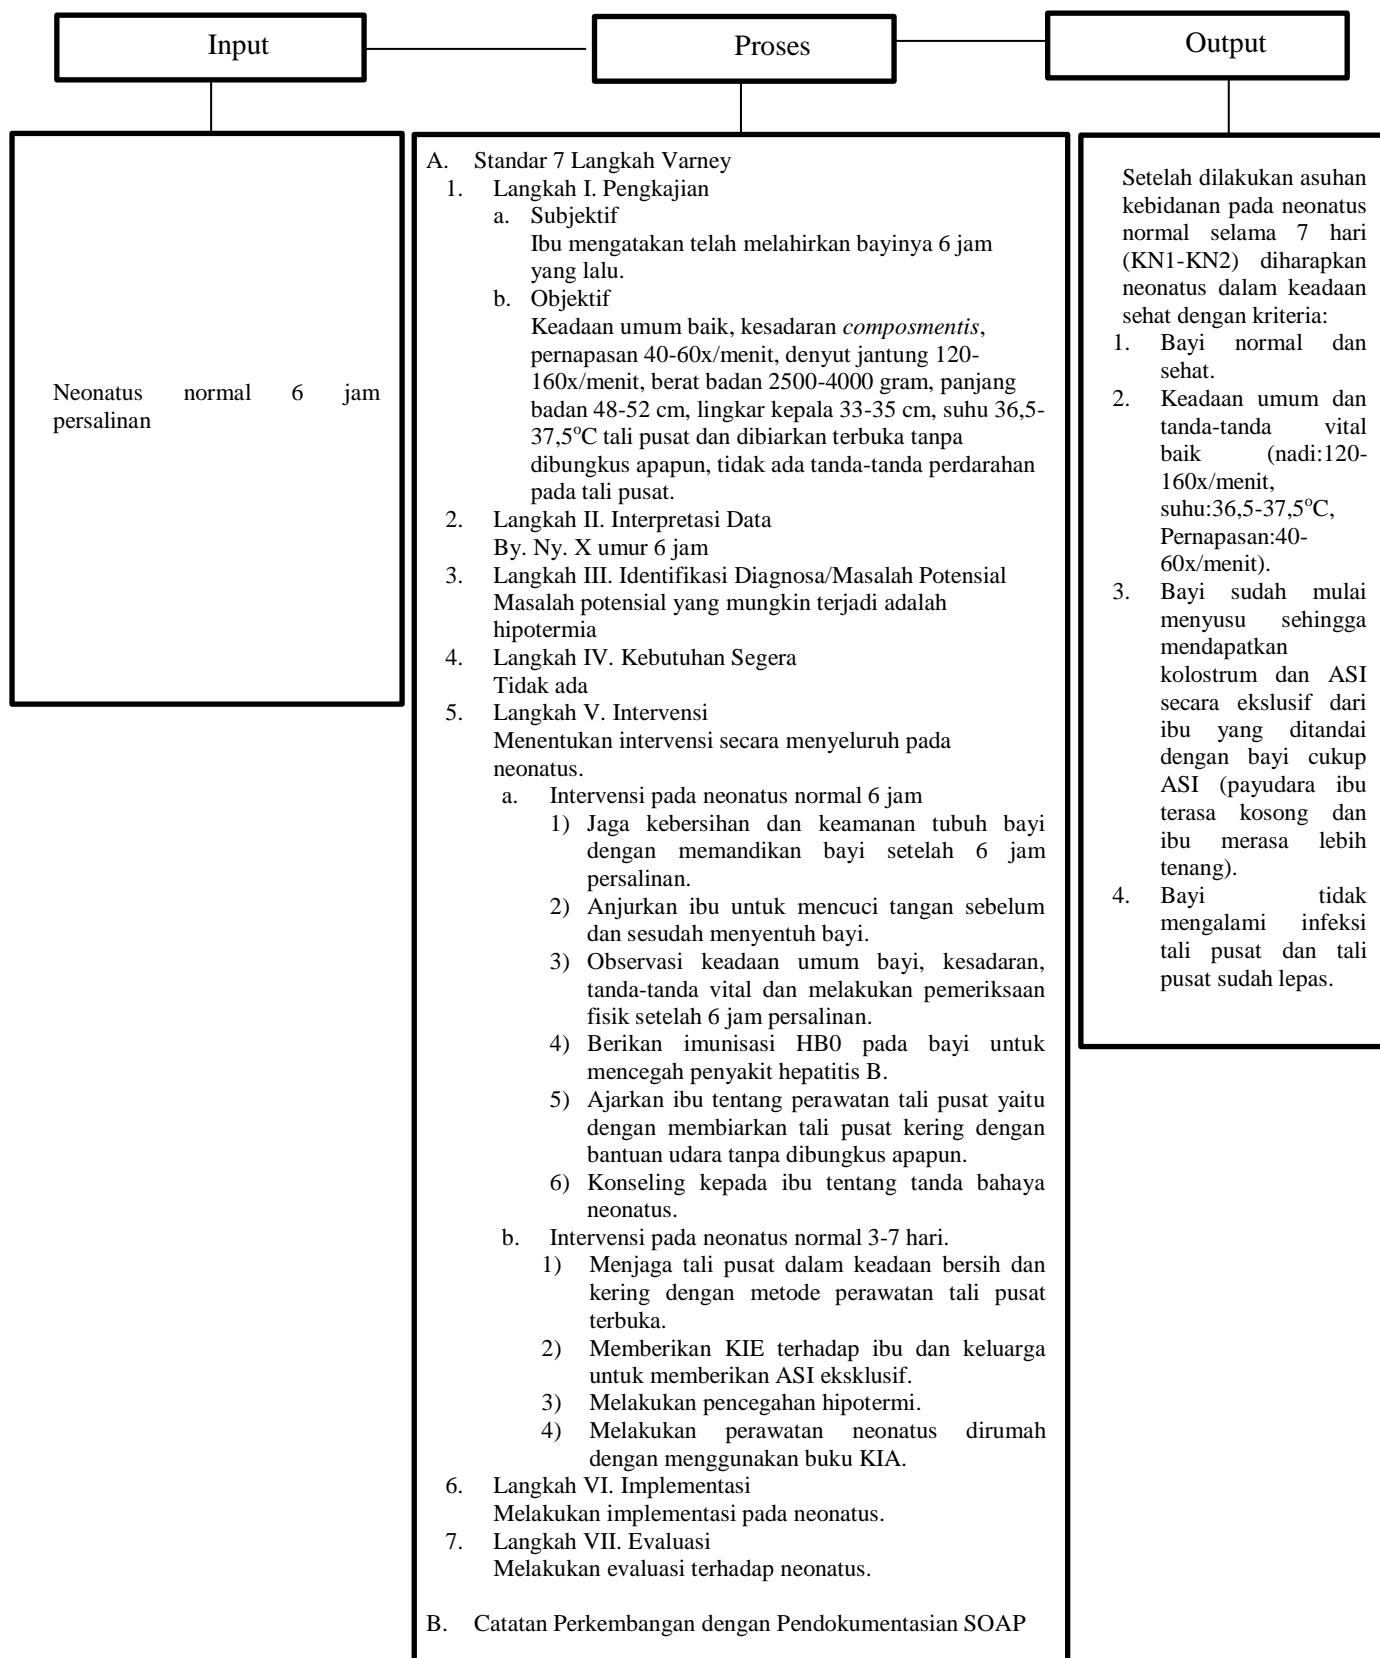 Input
Proses
Output
Neonatus normal 6 jam
persalinan
A. Standar 7 Langkah Varney
1. Langkah I. Pengkajian
a. Subjektif
Ibu mengatakan telah melahirkan bayinya 6 jam
yang lalu.
b. Objektif
Keadaan umum baik, kesadaran composmentis,
pernapasan 40-60x/menit, denyut jantung 120-
160x/menit, berat badan 2500-4000 gram, panjang
badan 48-52 cm, lingkar kepala 33-35 cm, suhu 36,5-
37,5°C tali pusat dan dibiarkan terbuka tanpa
dibungkus apapun, tidak ada tanda-tanda perdarahan
pada tali pusat.
2. Langkah II. Interpretasi Data
By. Ny. X umur 6 jam
3. Langkah III. Identifikasi Diagnosa/Masalah Potensial
Masalah potensial yang mungkin terjadi adalah
hipotermia
4. Langkah IV. Kebutuhan Segera
Tidak ada
5. Langkah V. Intervensi
Menentukan intervensi secara menyeluruh pada
neonatus.
a. Intervensi pada neonatus normal 6 jam
1) Jaga kebersihan dan keamanan tubuh bayi
dengan memandikan bayi setelah 6 jam
persalinan.
2) Anjurkan ibu untuk mencuci tangan sebelum
dan sesudah menyentuh bayi.
3) Observasi keadaan umum bayi, kesadaran,
tanda-tanda vital dan melakukan pemeriksaan
fisik setelah 6 jam persalinan.
4) Berikan imunisasi HB0 pada bayi untuk
mencegah penyakit hepatitis B.
5) Ajarkan ibu tentang perawatan tali pusat yaitu
dengan membiarkan tali pusat kering dengan
bantuan udara tanpa dibungkus apapun.
6) Konseling kepada ibu tentang tanda bahaya
neonatus.
b. Intervensi pada neonatus normal 3-7 hari.
1) Menjaga tali pusat dalam keadaan bersih dan
kering dengan metode perawatan tali pusat
terbuka.
2) Memberikan KIE terhadap ibu dan keluarga
untuk memberikan ASI eksklusif.
3) Melakukan pencegahan hipotermi.
4) Melakukan perawatan neonatus dirumah
dengan menggunakan buku KIA.
6. Langkah VI. Implementasi
Melakukan implementasi pada neonatus.
7. Langkah VII. Evaluasi
Melakukan evaluasi terhadap neonatus.
B. Catatan Perkembangan dengan Pendokumentasian SOAP
Setelah dilakukan asuhan
kebidanan pada neonatus
normal selama 7 hari
(KN1-KN2) diharapkan
neonatus dalam keadaan
sehat dengan kriteria:
1. Bayi normal dan
sehat.
2. Keadaan umum dan
tanda-tanda vital
baik (nadi:120-
160x/menit,
suhu:36,5-37,5°C,
Pernapasan:40-
60x/menit).
3. Bayi sudah mulai
menyusu sehingga
mendapatkan
kolostrum dan ASI
secara ekslusif dari
ibu yang ditandai
dengan bayi cukup
ASI (payudara ibu
terasa kosong dan
ibu merasa lebih
tenang).
4. Bayi tidak
mengalami infeksi
tali pusat dan tali
pusat sudah lepas.